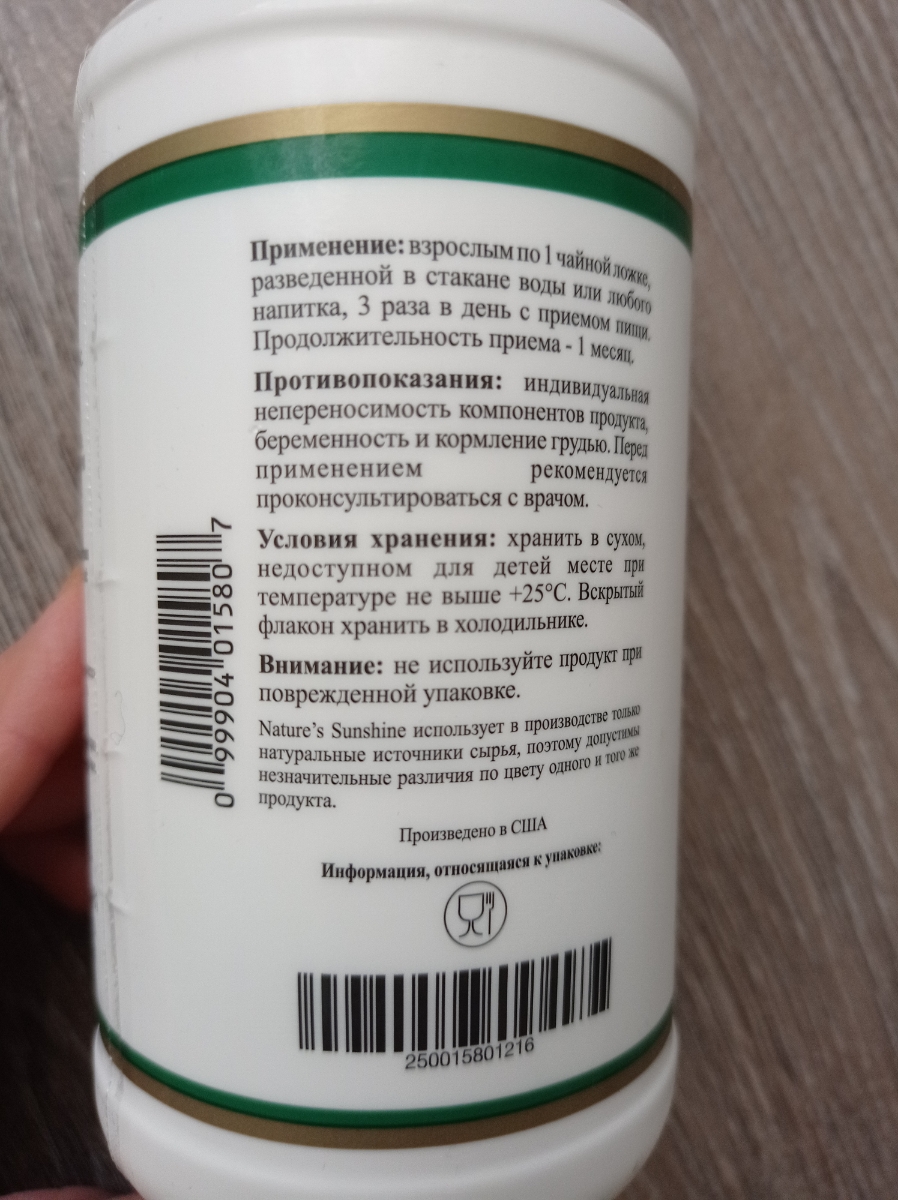 Применение: взрослым по 1 чайной ложке,
разведенной в стакане воды или любого
напитка, 3 раза в день с приемом пищи.
Продолжительность приема - 1 месяц.
Противопоказания: индивидуальная
непереносимость компонентов продукта,
беременность и кормление грудью. Перед
применением рекомендуется
проконсультироваться с врачом.
Условия хранения: хранить в сухом,
недоступном для детей месте при
температуре не выше +25°С. Вскрытый
флакон хранить в холодильнике.
Внимание: не используйте продукт при
поврежденной упаковке.
Nature's Sunshine использует в производстве только
натуральные источники сырья, поэтому допустимы
незначительные различия по цвету одного и того же
продукта.
Произведено в США
Информация, относящаяся к упаковке:
250015801216
0 99904 01580 7